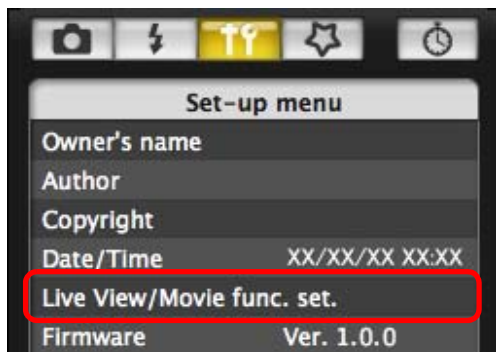 Set-up menu
Owner's name
Author
Copyright
Date/Time XX/XX/XX XX:XX
Live View/Movie func. set.
Firmware Ver. 1.0.0